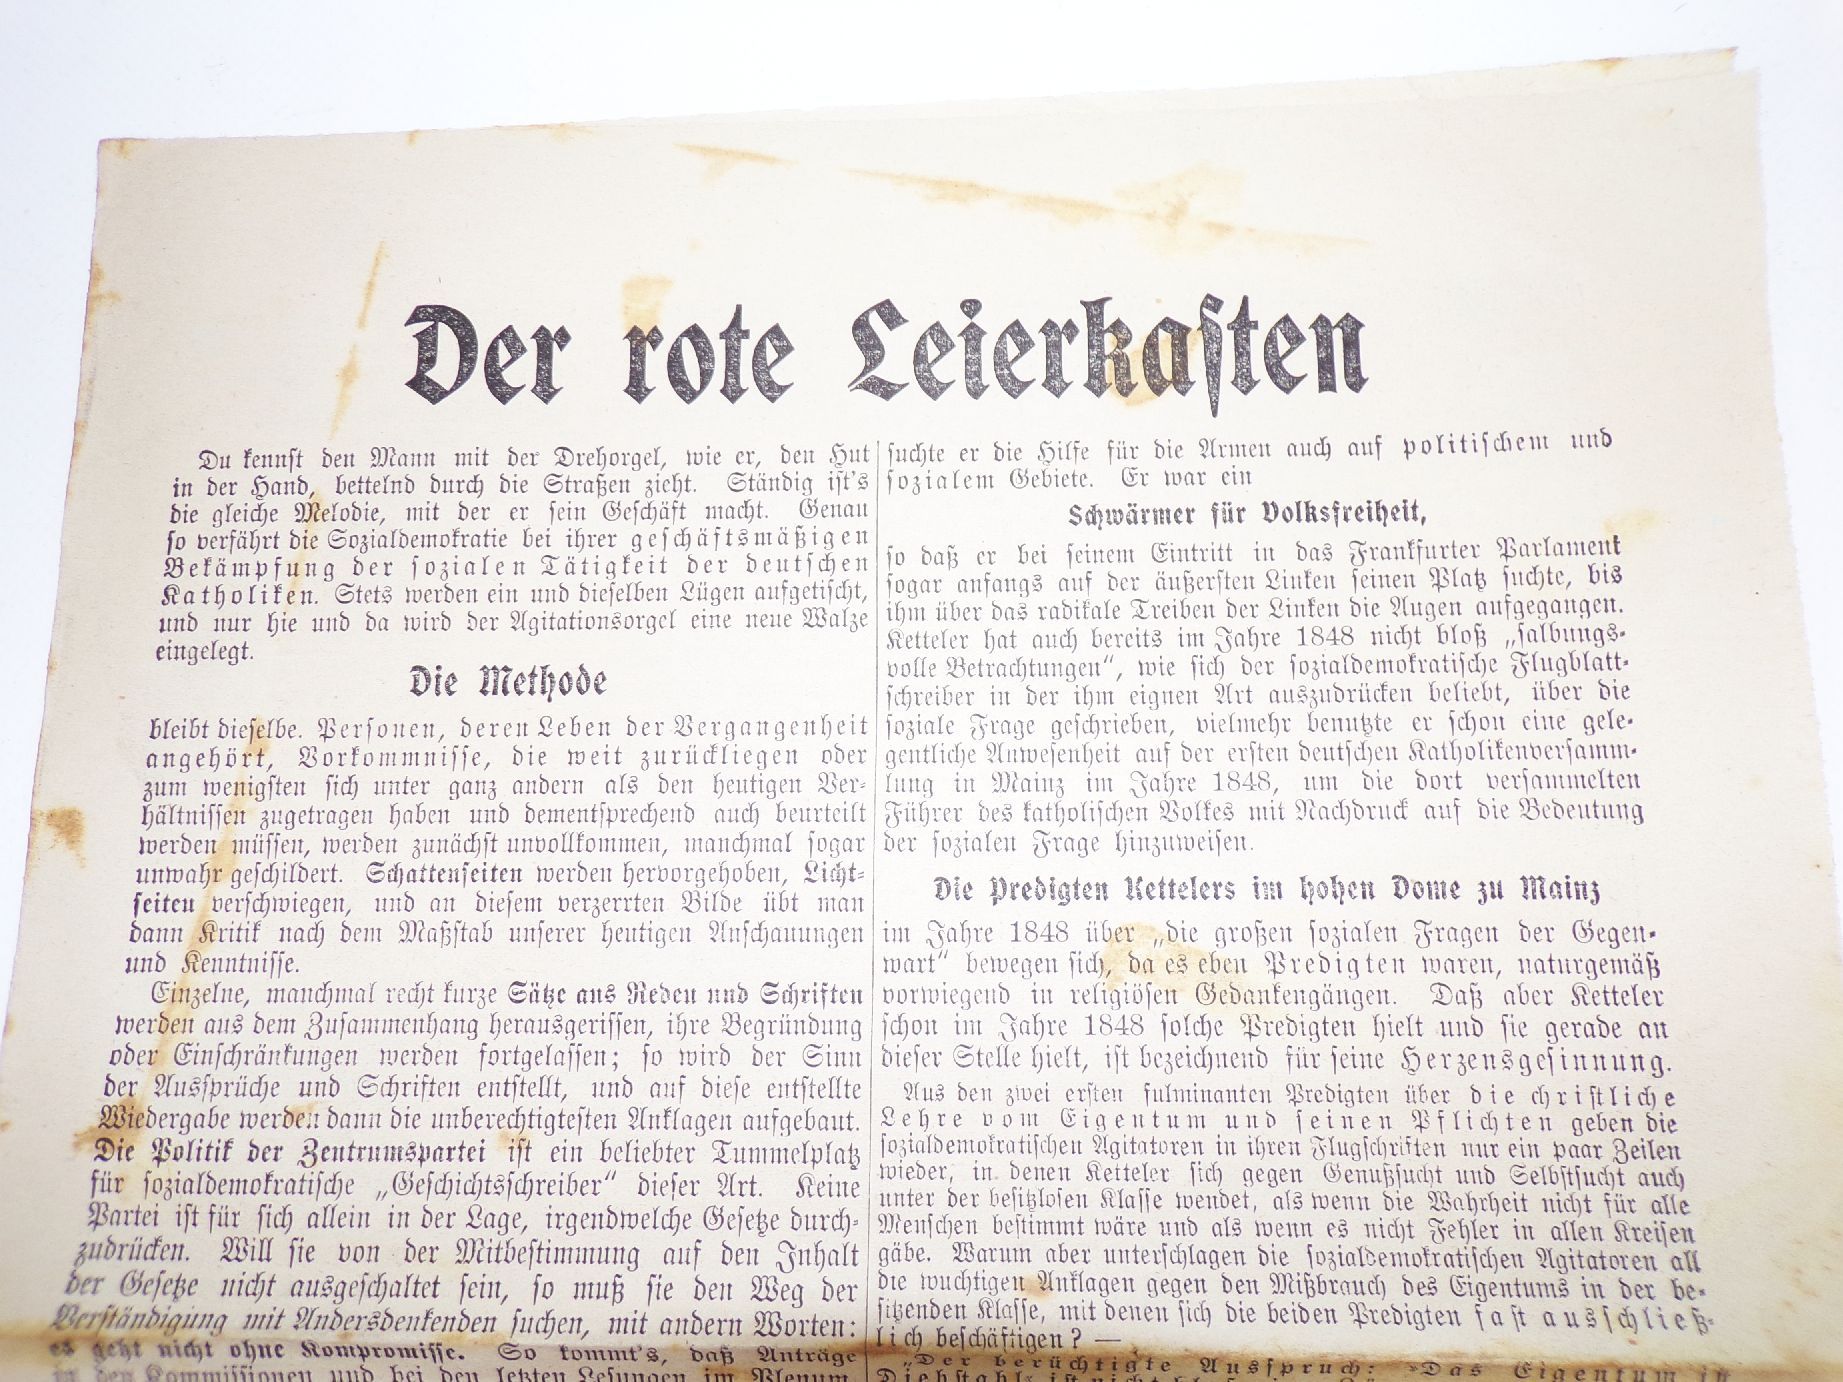 Der rote Leierkasten
Du kennst den Mann mit der Drehorgel, wie er, den Hut
in der Hand, bettelnd durch die Straßen zieht. Ständig ist's
die gleiche Melodie, mit der er sein Geschäft macht. Genau
so verfährt die Sozialdemokratie bei ihrer geschäftsmäßigen
Bekämpfung der sozialen Tätigkeit der deutschen
Katholiken. Stets werden ein und dieselben Lügen aufgetischt,
und nur hie und da wird der Agitationsorgel eine neue Walze
eingelegt.
Die Methode
bleibt dieselbe. Personen, deren Leben der Vergangenheit
angehört, Vorkommnisse, die weit zurückliegen oder
zum wenigsten sich unter ganz andern als den heutigen Ver-
hältnissen zugetragen haben und dementsprechend auch beurteilt
werden müssen, werden zunächst unvollkommen, manchmal sogar
unwahr geschildert. Schattenseiten werden hervorgehoben, Licht-
seiten verschwiegen, und an diesem verzerrten Bilde übt man
dann Kritik nach dem Maßstab unserer heutigen Anschauungen
und Kenntnisse.
Einzelne, manchmal recht kurze Sätze aus Reden und Schriften
werden aus dem Zusammenhang herausgerissen, ihre Begründung
oder Einschränkungen werden fortgelassen; so wird der Sinn
der Aussprüche und Schriften entstellt, und auf diese entstellte
Wiedergabe werden dann die unberechtigtesten Anklagen aufgebaut.
Die Politik der Zentrumspartei ist ein beliebter Tummelplatz
für sozialdemokratische „Geschichtsschreiber“ dieser Art. Keine
Partei ist für sich allein in der Lage, irgendwelche Gesetze durch-
zudrücken. Will sie von der Mitbestimmung auf den Inhalt
der Gesetze nicht ausgeschaltet sein, so muß sie den Weg der
Verständigung mit Andersdenkenden suchen, mit andern Worten:
es geht nicht ohne Kompromisse. So kommt's, daß Anträge
in den Kommissionen und bei den letzten Lesungen im Plenum
suchte er die Hilfe für die Armen auch auf politischem und
sozialem Gebiete. Er war ein
Schwärmer für Volksfreiheit,
so daß er bei seinem Eintritt in das Frankfurter Parlament
sogar anfangs auf der äußersten Linken seinen Platz suchte, bis
ihm über das radikale Treiben der Linken die Augen aufgegangen.
Ketteler hat auch bereits im Jahre 1848 nicht bloß „salbungs-
volle Betrachtungen“, wie sich der sozialdemokratische Flugblatt-
schreiber in der ihm eignen Art auszudrücken beliebt, über die
soziale Frage geschrieben, vielmehr benutzte er schon eine gele-
gentliche Anwesenheit auf der ersten deutschen Katholikenversamm-
lung in Mainz im Jahre 1848, um die dort versammelten
Führer des katholischen Volkes mit Nachdruck auf die Bedeutung
der sozialen Frage hinzuweisen.
Die Predigten Kettelers im hohen Dome zu Mainz
im Jahre 1848 über „die großen sozialen Fragen der Gegen-
wart“ bewegen sich, da es eben Predigten waren, naturgemäß
vorwiegend in religiösen Gedankengängen. Daß aber Ketteler
schon im Jahre 1848 solche Predigten hielt und sie gerade an
dieser Stelle hielt, ist bezeichnend für seine Herzensgesinnung.
Aus den zwei ersten fulminanten Predigten über die christliche
Lehre vom Eigentum und seinen Pflichten geben die
sozialdemokratischen Agitatoren in ihren Flugschriften nur ein paar Zeilen
wieder, in denen Ketteler sich gegen Genußsucht und Selbstsucht auch
unter der besitzlosen Klasse wendet, als wenn die Wahrheit nicht für alle
Menschen bestimmt wäre und als wenn es nicht Fehler in allen Kreisen
gäbe. Warum aber unterschlagen die sozialdemokratischen Agitatoren all
die wuchtigen Anklagen gegen den Mißbrauch des Eigentums in der be-
sitzenden Klasse, mit denen sich die beiden Predigten fast ausschließ-
lich beschäftigen? —
„Der berüchtigte Ausspruch: »Das Eigentum ist
Diebstahl« ist nicht